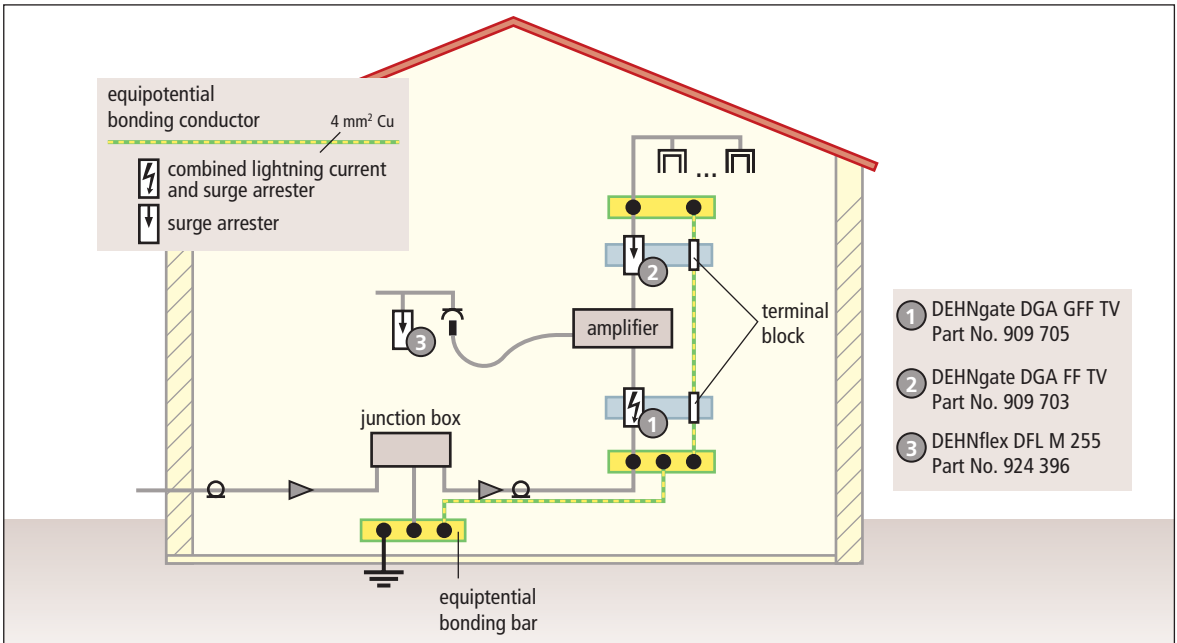 equipotential
bonding conductor
4 mm² Cu
combined lightning current
and surge arrester
surge arrester
...
2
amplifier
terminal
block
3
1
junction box
equiptential
bonding bar
1 DEHNgate DGA GFF TV
Part No. 909 705
2 DEHNgate DGA FF TV
Part No. 909 703
3 DEHNflex DFL M 255
Part No. 924 396